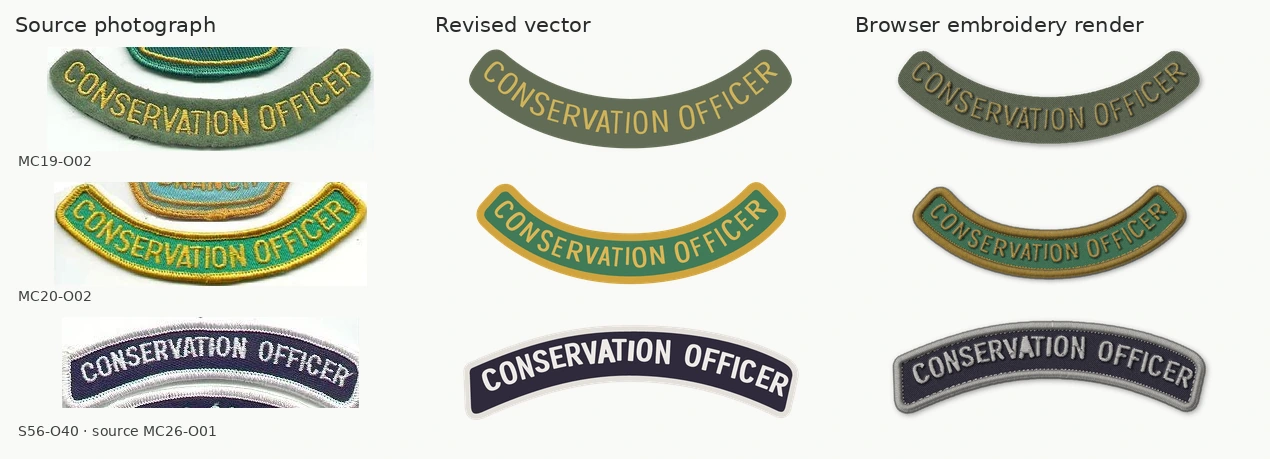 Source photograph
Revised vector
Browser embroidery render
CONSERVATION OFFICER
CONSERVATION OFFICER
CONSERVATION OFFICER
MC19-O02
BRANCH
CONSERVATION OFFICER
CONSERVATION OFFICER
CONSERVATION OFFICER
MC20-O02
CONSERVATION OFFICER
CONSERVATION OFFICER
CONSERVATION OFFICER
S56-O40 · source MC26-O01